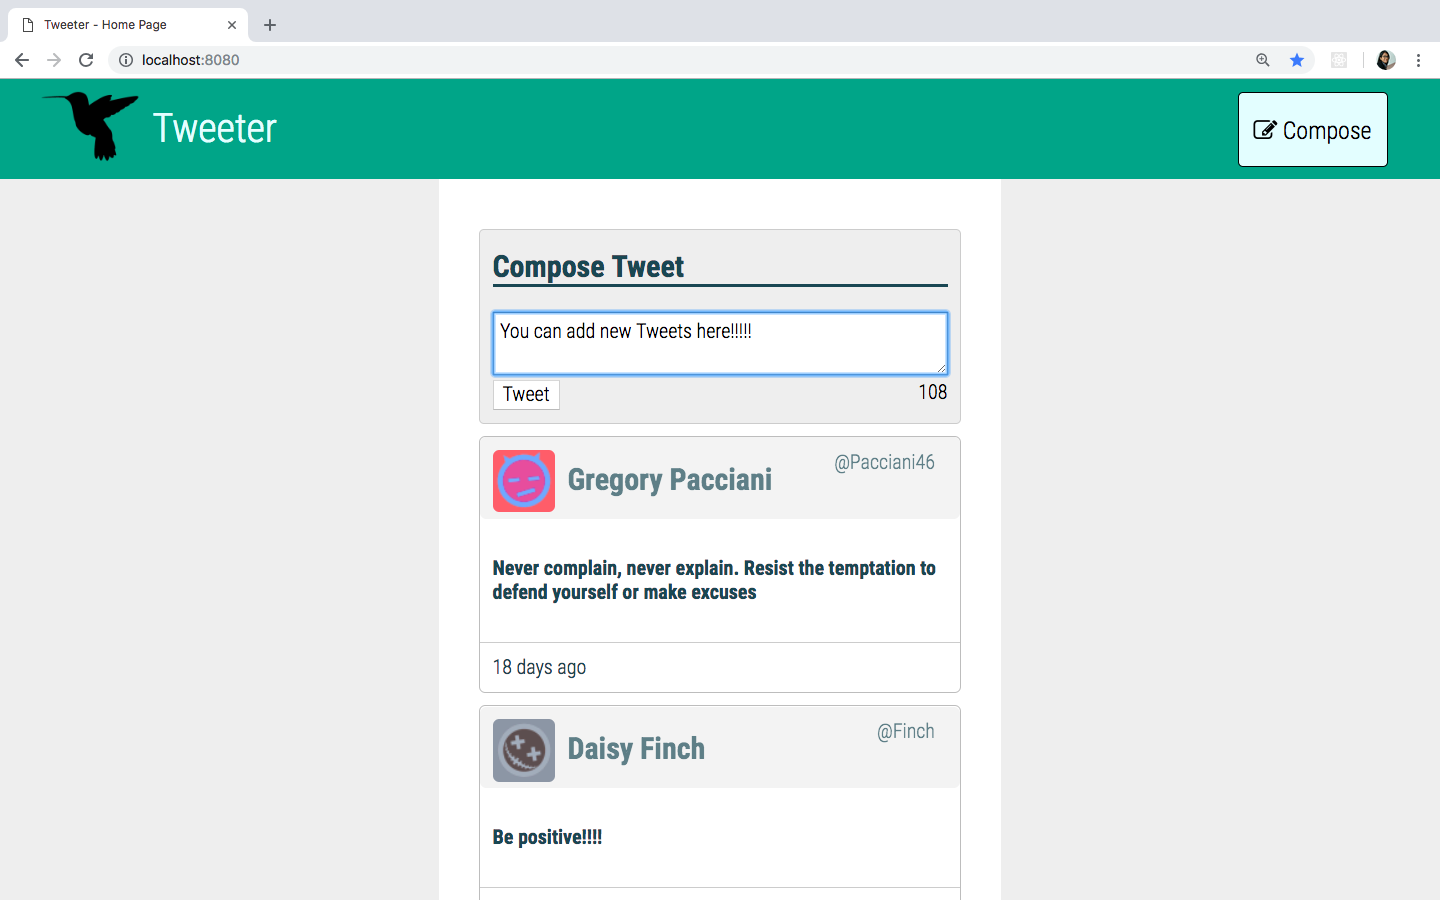 Tweeter - Home Page
localhost:8080
Tweeter
Compose
Compose Tweet
You can add new Tweets here!!!!!
Tweet
108
Gregory Pacciani
@Pacciani46
Never complain, never explain. Resist the temptation to
defend yourself or make excuses
18 days ago
Daisy Finch
@Finch
Be positive!!!!